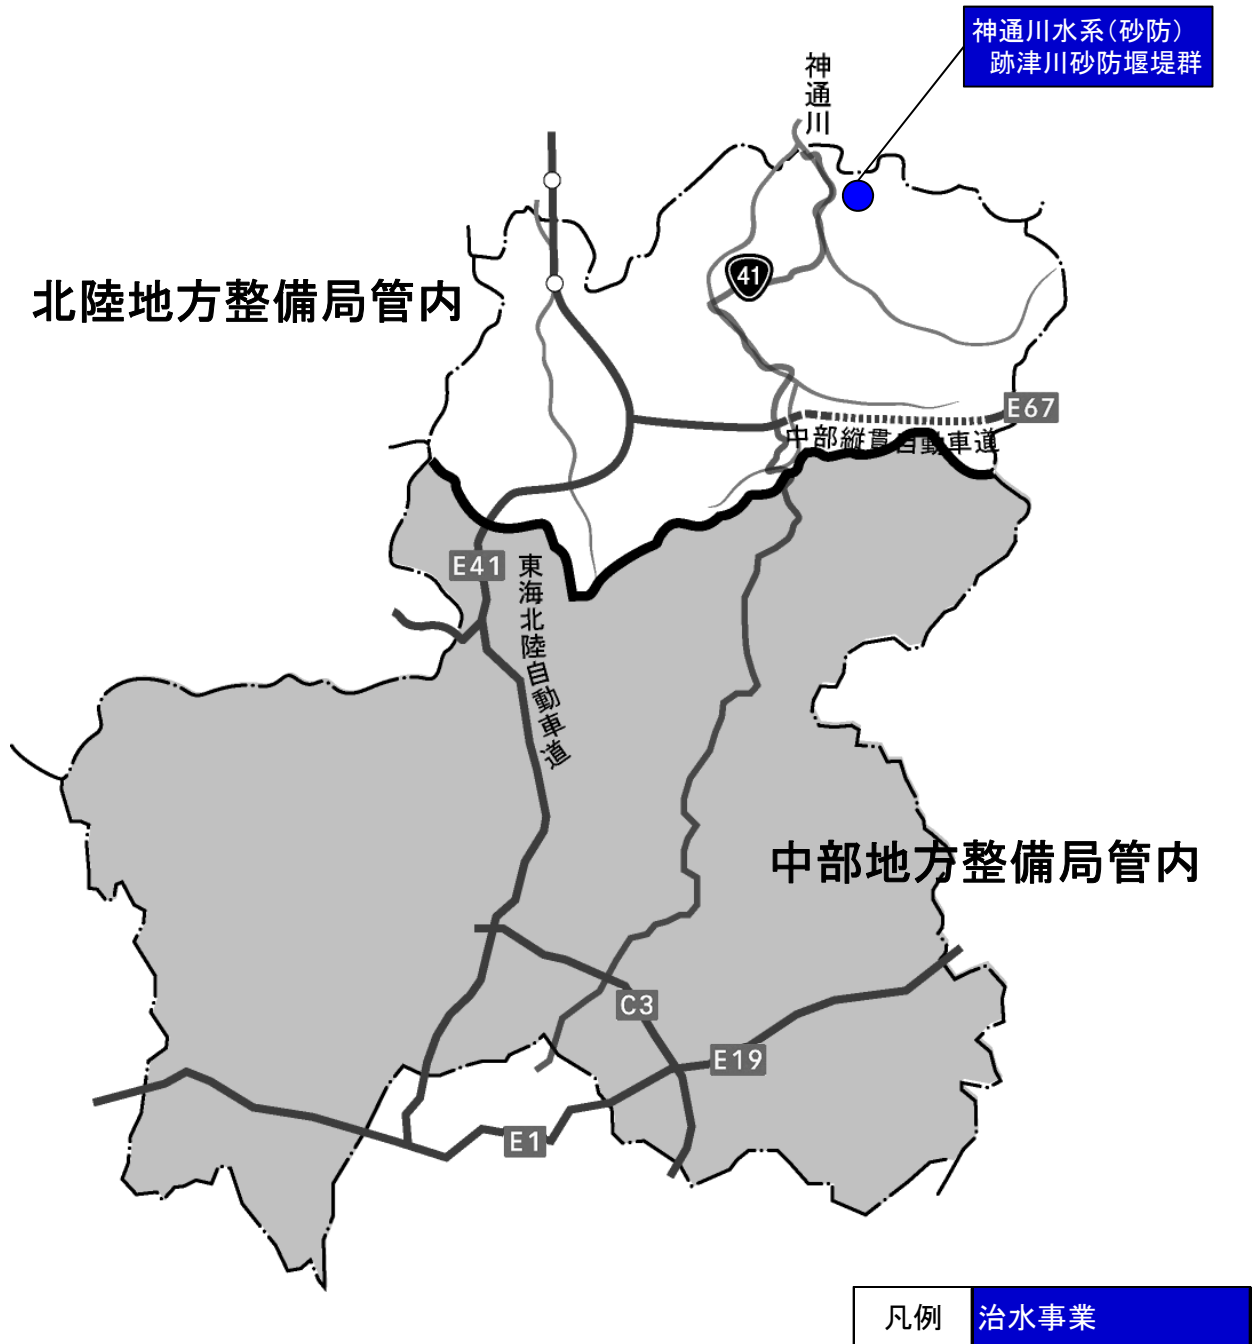 神通川水系（砂防）
跡津川砂防堰堤群
神通川
41
北陸地方整備局管内
E67
中部縦貫自動車道
E41
東海北陸自動車道
中部地方整備局管内
C3
E19
E1
凡例
治水事業